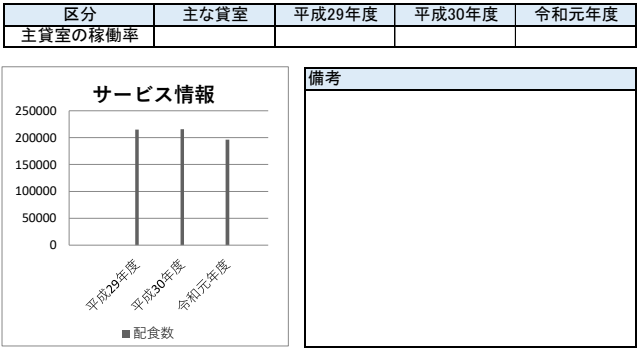 区分 主な貸室 平成29年度 平成30年度 令和元年度
主貸室の稼働率
サービス情報
250000
200000
150000
100000
50000
0
平成29年度 平成30年度 令和元年度
■配食数
備考